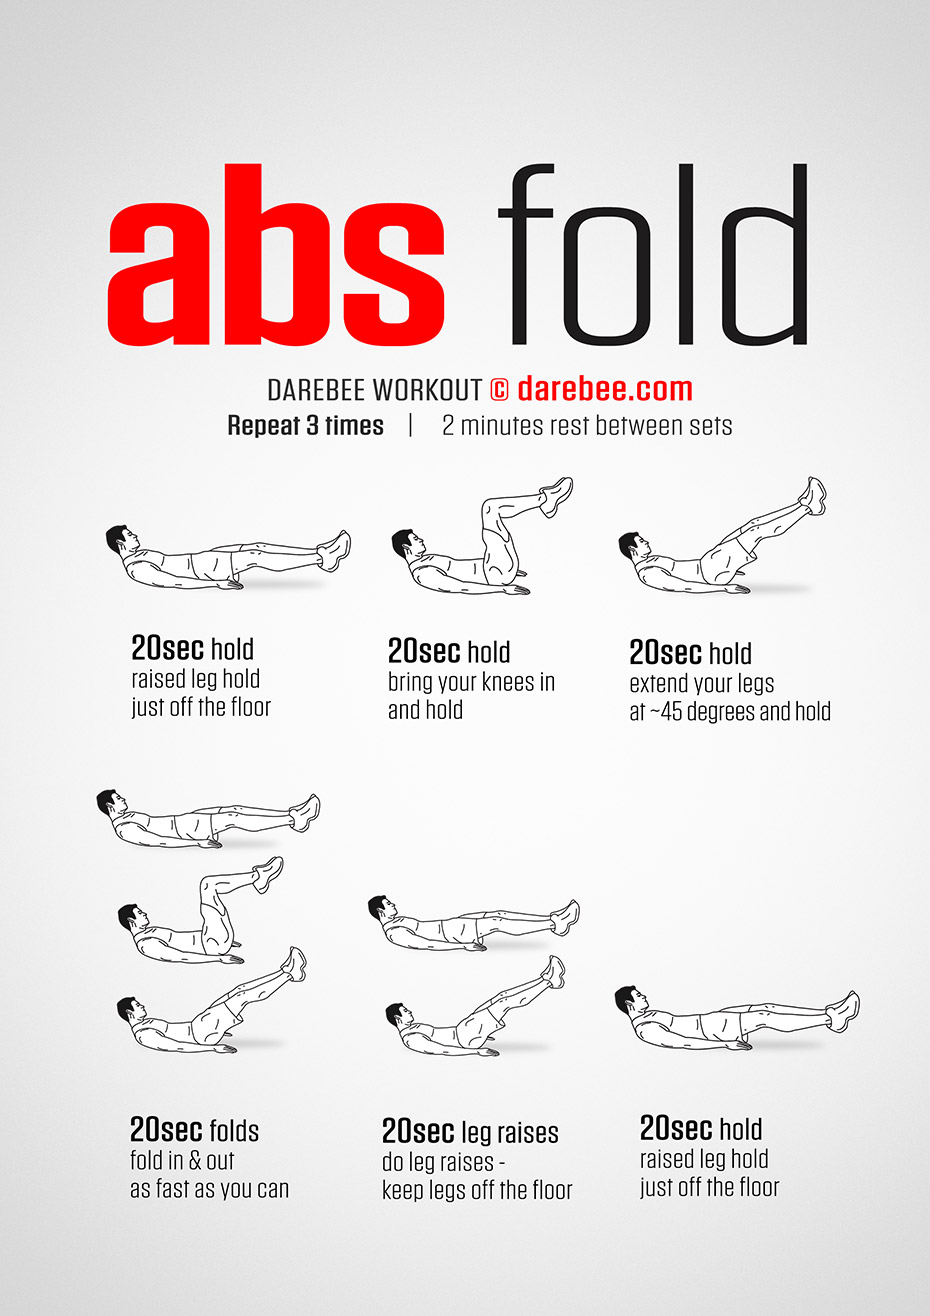 abs fold
DAREBEE WORKOUT © darebee.com
Repeat 3 times | 2 minutes rest between sets
20sec hold
raised leg hold
just off the floor
20sec hold
bring your knees in
and hold
20sec hold
extend your legs
at ~45 degrees and hold
20sec folds
fold in & out
as fast as you can
20sec leg raises
do leg raises -
keep legs off the floor
20sec hold
raised leg hold
just off the floor